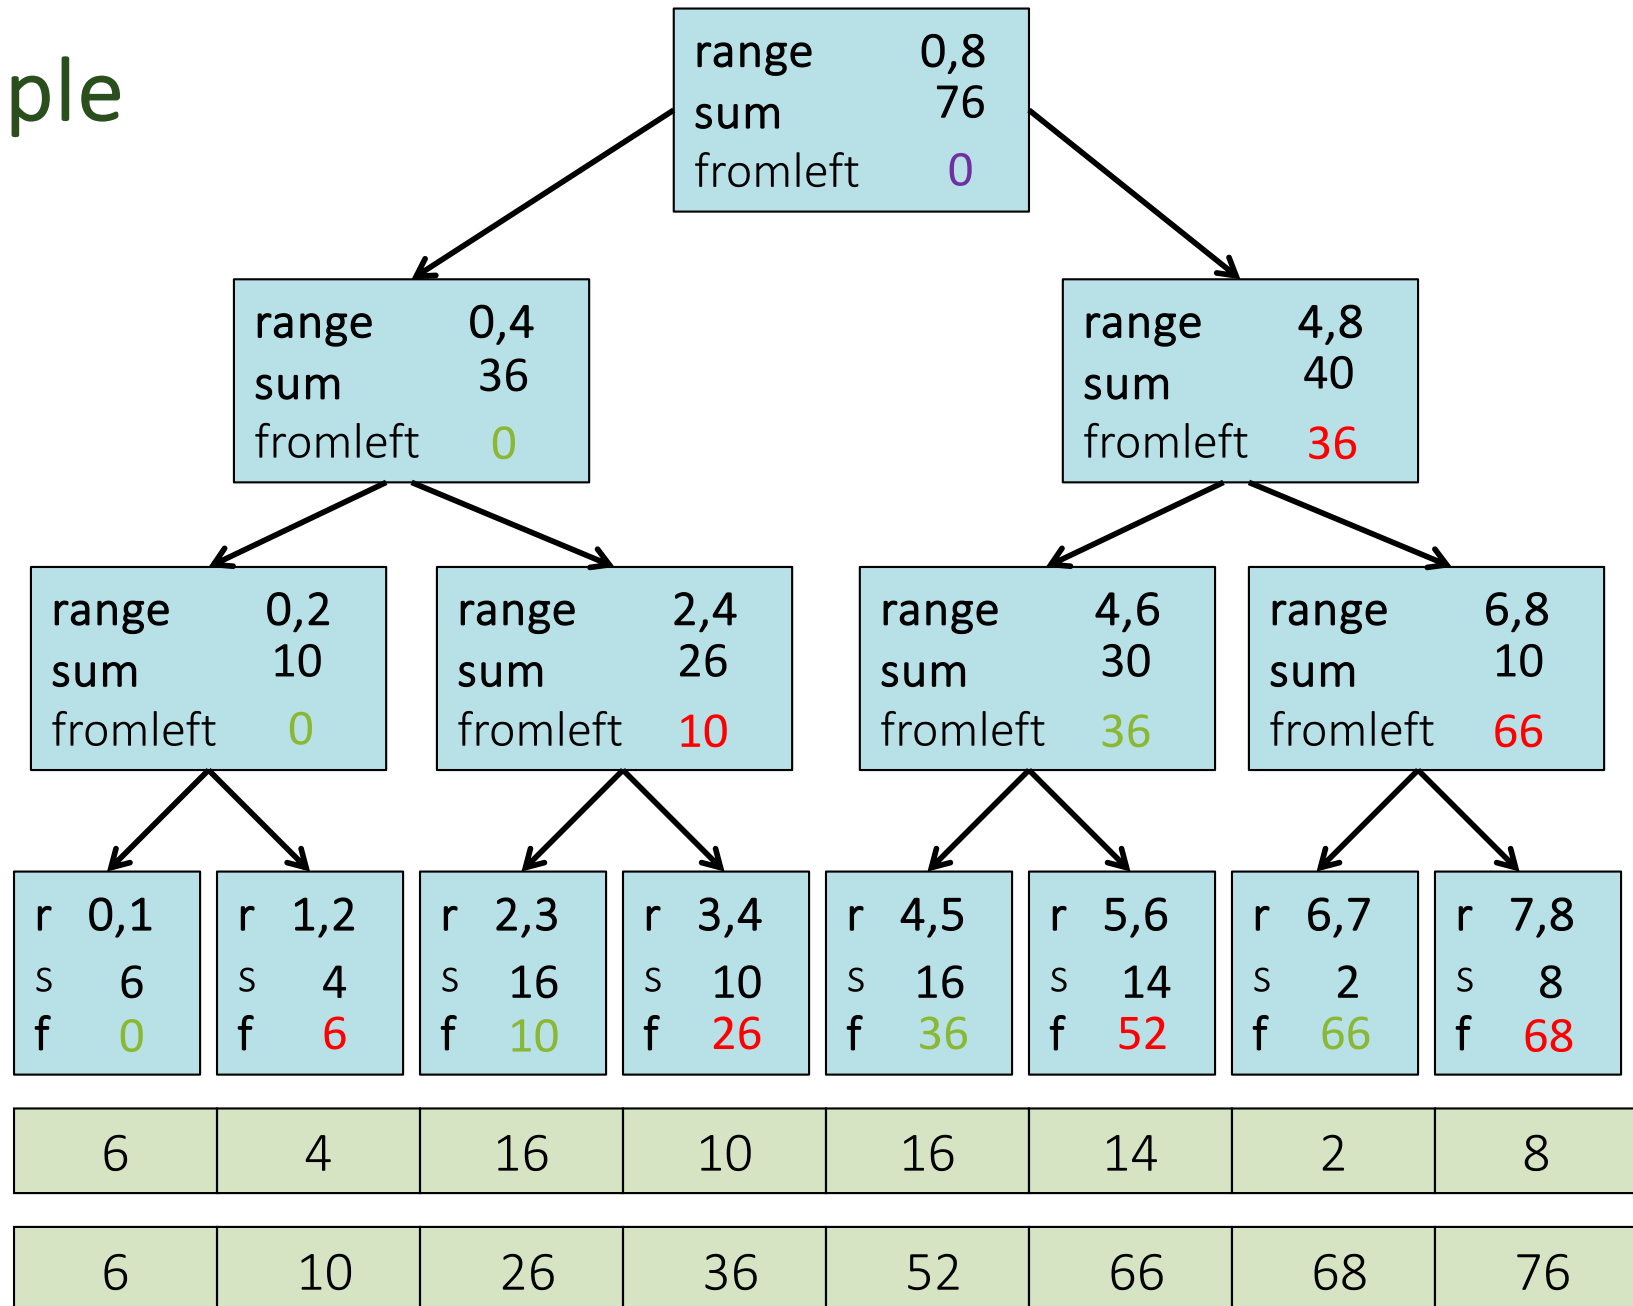 ple
range 0,8
sum 76
fromleft 0
range 0,4
sum 36
fromleft 0
range 4,8
sum 40
fromleft 36
range 0,2
sum 10
fromleft 0
range 2,4
sum 26
fromleft 10
range 4,6
sum 30
fromleft 36
range 6,8
sum 10
fromleft 66
r 0,1
s 6
f 0
r 1,2
s 4
f 6
r 2,3
s 16
f 10
r 3,4
s 10
f 26
r 4,5
s 16
f 36
r 5,6
s 14
f 52
r 6,7
s 2
f 66
r 7,8
s 8
f 68
6 4 16 10 16 14 2 8
6 10 26 36 52 66 68 76